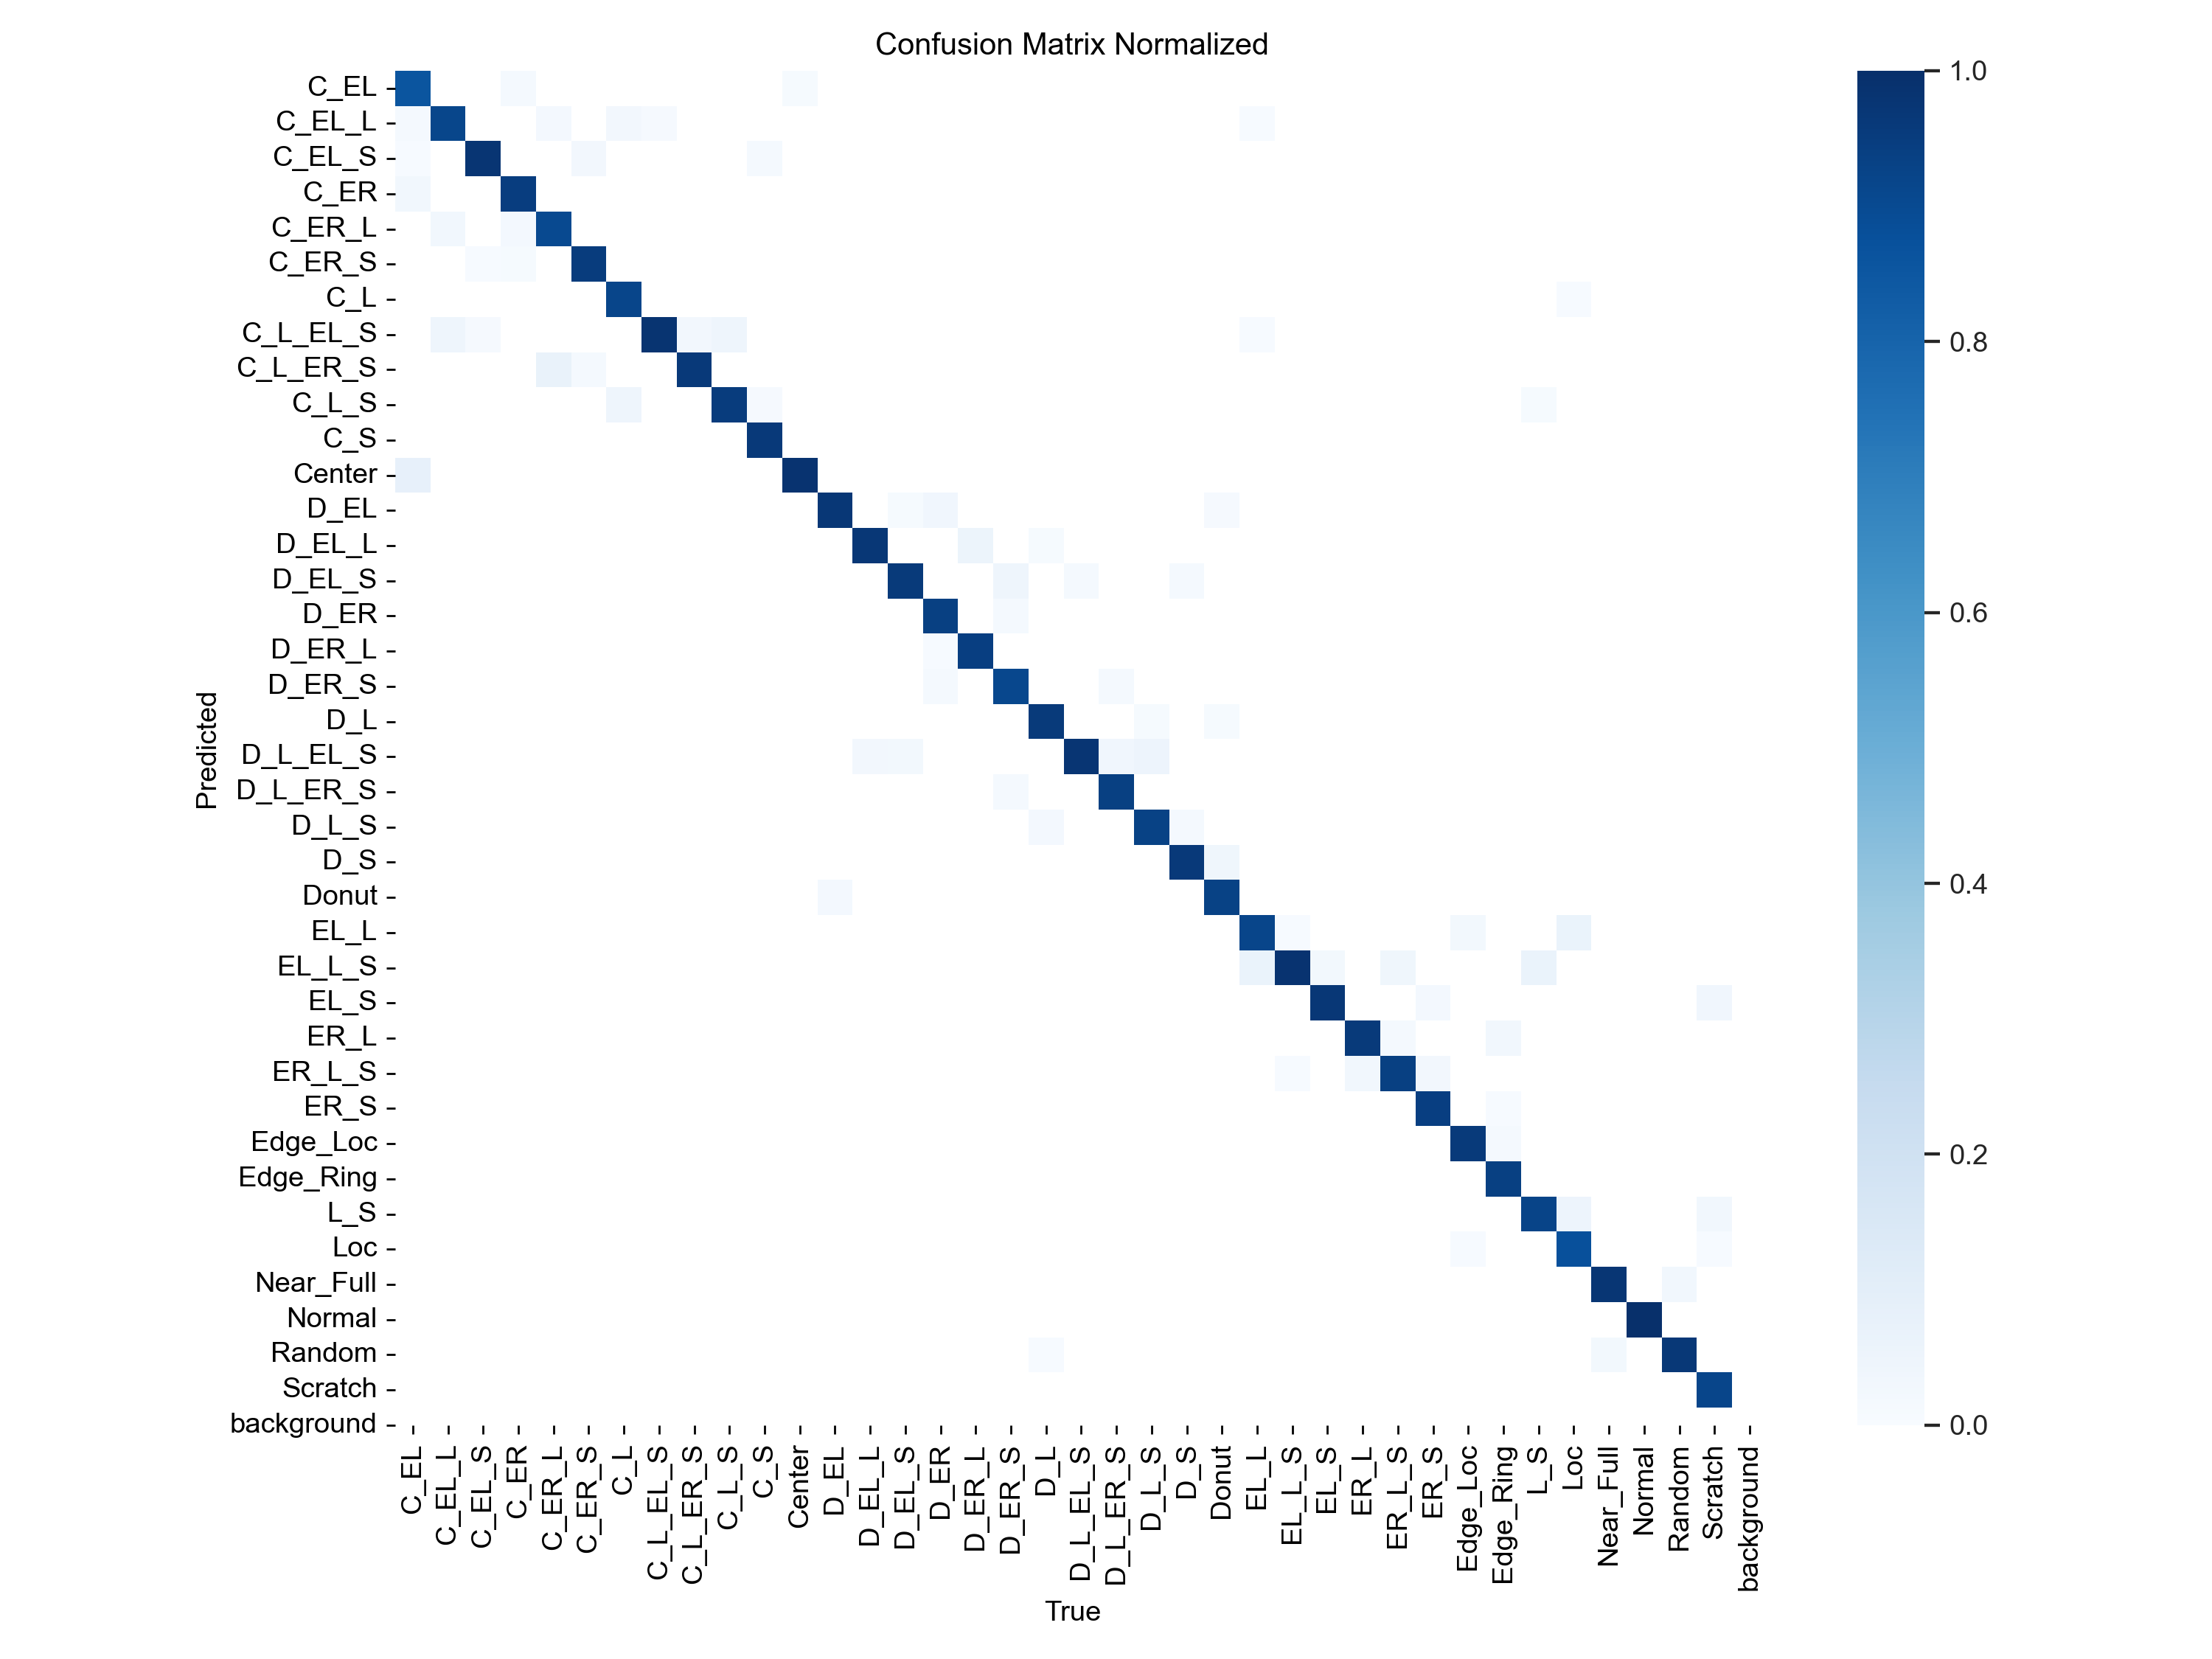 Confusion Matrix Normalized
C_EL
C_EL_L
C_EL_S
C_ER
C_ER_L
C_ER_S
C_L
C_L_EL_S
C_L_ER_S
C_L_S
C_S
Center
D_EL
D_EL_L
D_EL_S
D_ER
D_ER_L
D_ER_S
D_L
D_L_EL_S
D_L_ER_S
D_L_S
D_S
Donut
EL_L
EL_L_S
EL_S
ER_L
ER_L_S
ER_S
Edge_Loc
Edge_Ring
L_S
Loc
Near_Full
Normal
Random
Scratch
background
Predicted
C_EL
C_EL_L
C_EL_S
C_ER
C_ER_L
C_ER_S
C_L
C_L_EL_S
C_L_ER_S
C_L_S
C_S
Center
D_EL
D_EL_L
D_EL_S
D_ER
D_ER_L
D_ER_S
D_L
D_L_EL_S
D_L_ER_S
D_L_S
D_S
Donut
EL_L
EL_L_S
EL_S
ER_L
ER_L_S
ER_S
Edge_Loc
Edge_Ring
L_S
Loc
Near_Full
Normal
Random
Scratch
background
True
1.0
0.8
0.6
0.4
0.2
0.0